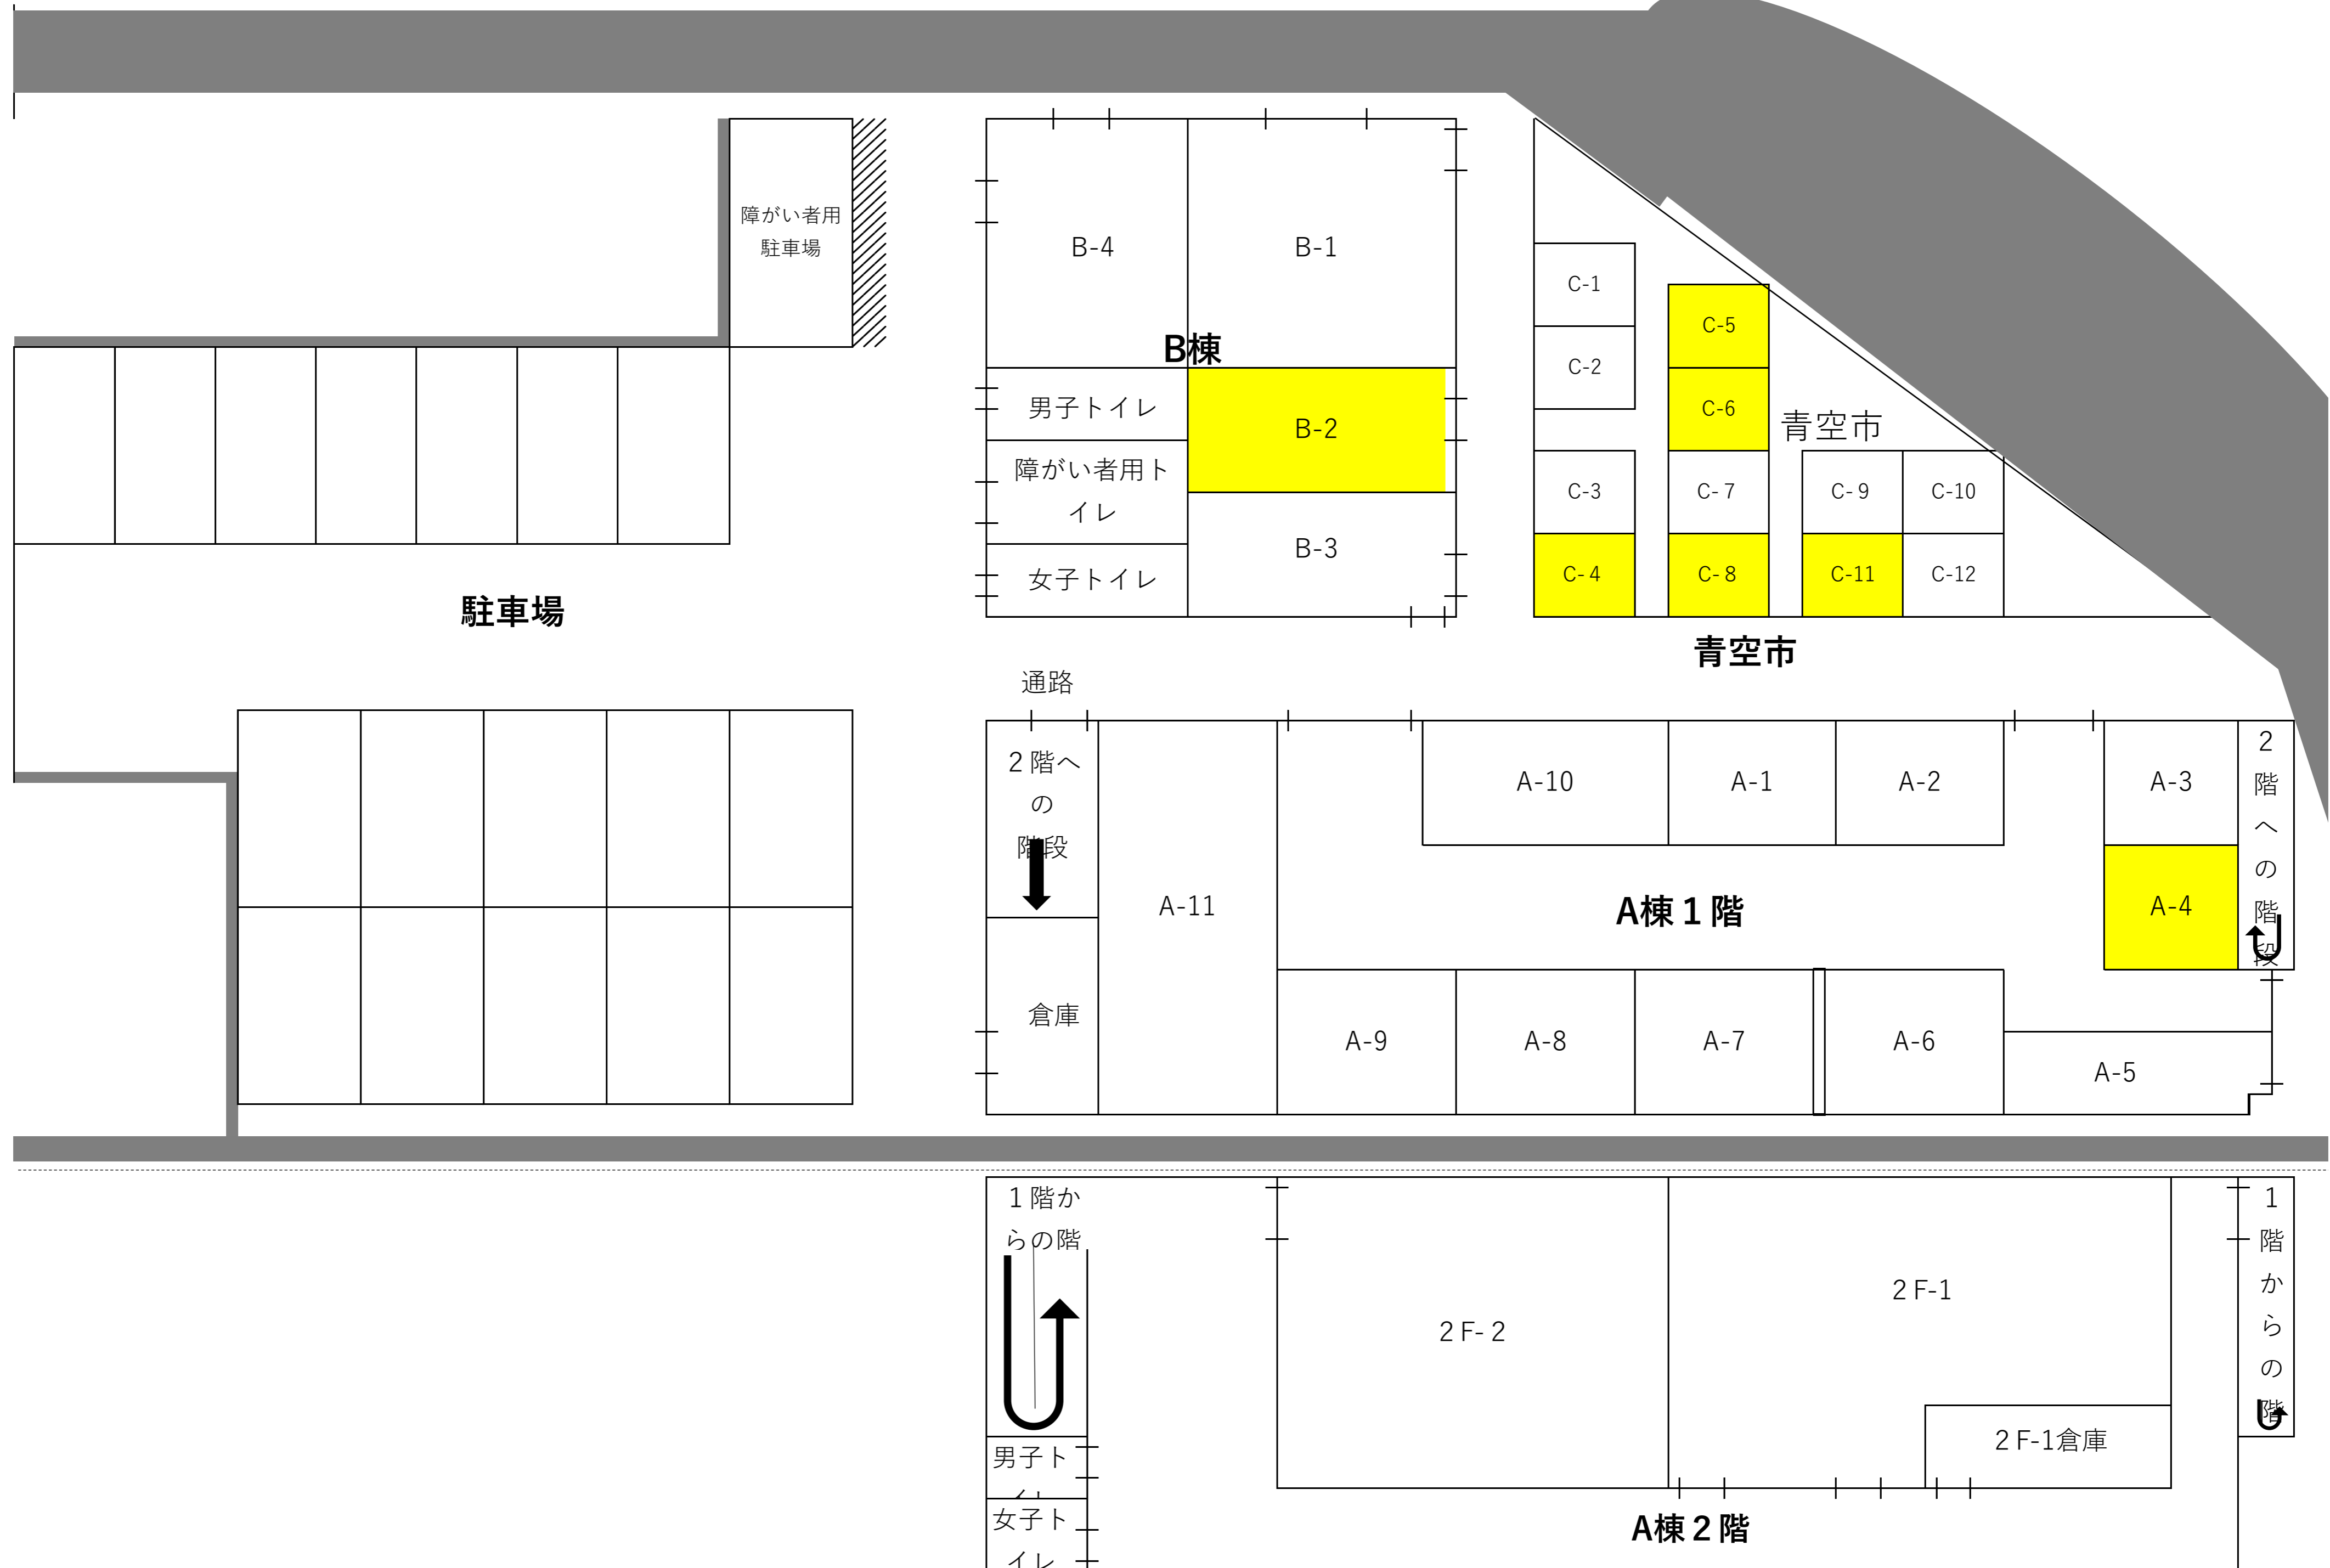 障がい者用
駐車場
B-4
B-1
B棟
男子トイレ
B-2
障がい者用ト
イレ
B-3
女子トイレ
C-1
C-2
C-5
C-6
青空市
C-3
C-７
C-９
C-10
C-４
C-８
C-11
C-12
駐車場
青空市
通路
２階へ
の
階段
A-11
倉庫
A-10
A-1
A-2
A-3
A-4
２
階
へ
の
階
段
A棟１階
A-9
A-8
A-7
A-6
A-5
１階か
らの階
２F-２
２F-1
２F-1倉庫
１
階
か
ら
の
階
男子ト
イレ
女子ト
イレ
A棟２階